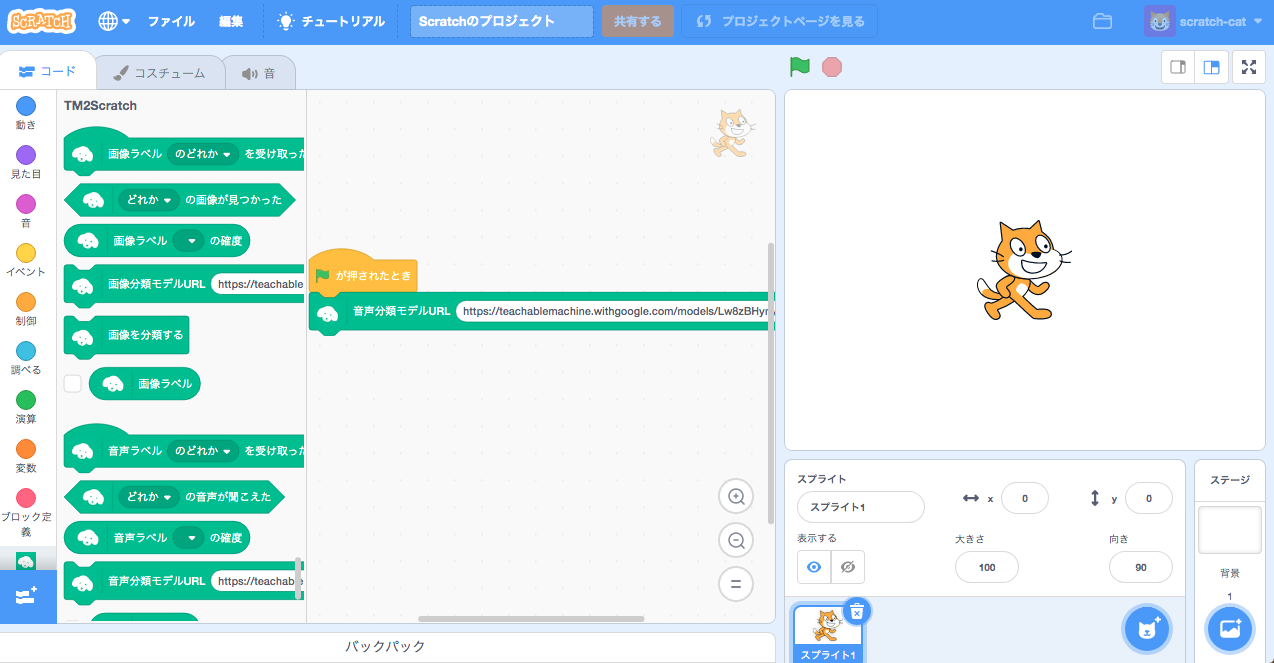 SCRATCH
ファイル
編集
チュートリアル
Scratchのプロジェクト
共有する
プロジェクトページを見る
scratch-cat
コード
コスチューム
音
動き
見た目
音
イベント
制御
調べる
演算
変数
ブロック定義
TM2Scratch
画像ラベル のどれか を受け取った
どれか の画像が見つかった
画像ラベル の確度
画像分類モデルURL https://teachable
画像を分類する
画像ラベル
音声ラベル のどれか を受け取った
どれか の音声が聞こえた
音声ラベル の確度
音声分類モデルURL https://teachable
が押されたとき
音声分類モデルURL https://teachablemachine.withgoogle.com/models/Lw8zBHy
バックパック
スプライト
スプライト1
x 0
y 0
表示する
大きさ
100
向き
90
スプライト1
ステージ
背景
1